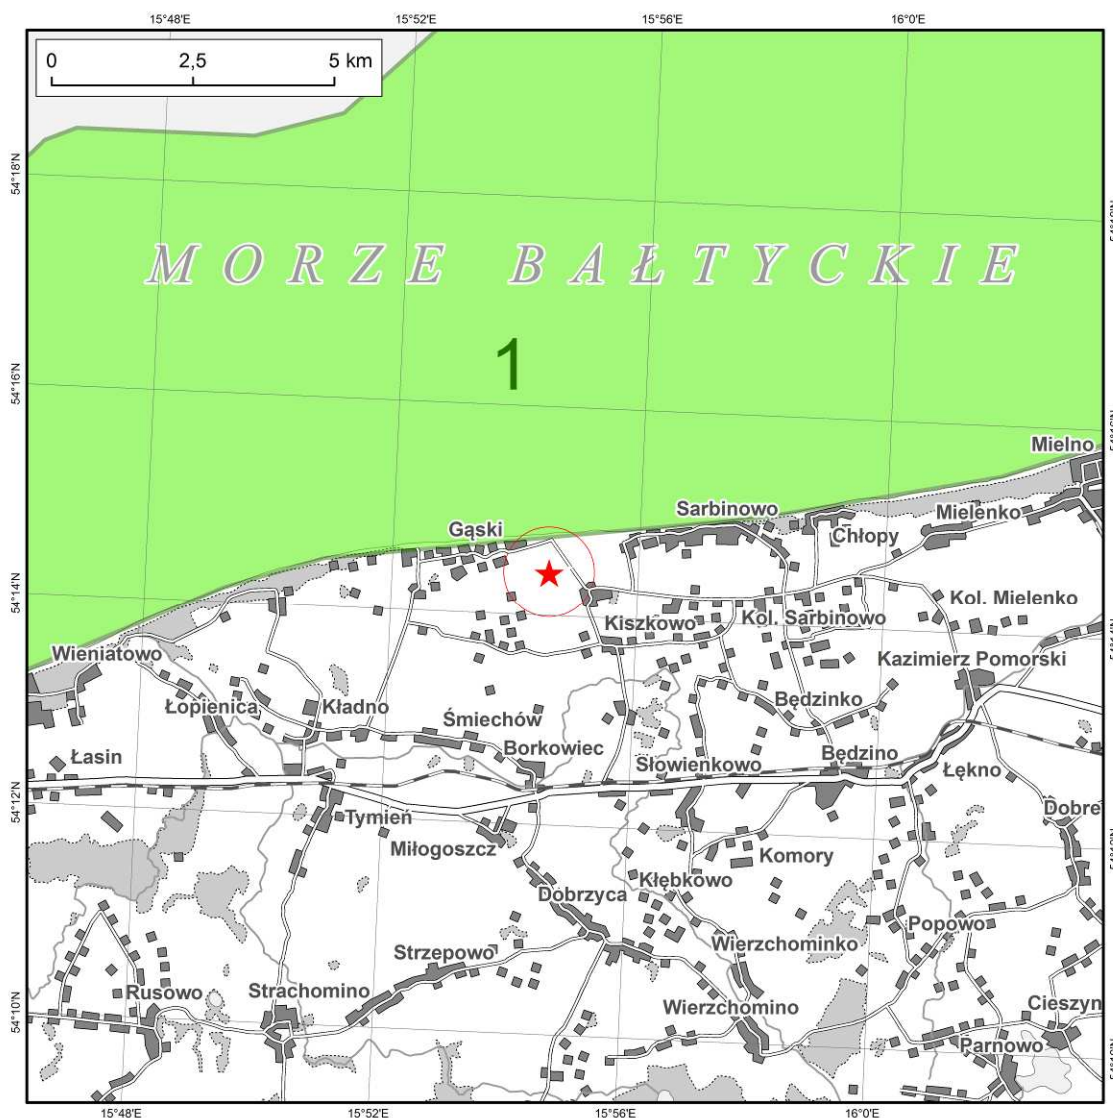 15°48'E
15°52'E
15°56'E
16°0'E
0 2,5 5 km
54°18'N
MORZE BAŁTYCKIE
1
54°16'N
Mielno
Sarbinowo
Mielenko
Gąski
Chłopy
54°14'N
Kol. Mielenko
Kol. Sarbinowo
Kiszkowo
Wieniatowo
Kazimierz Pomorski
Łopienica
Kładno
Będzinko
Śmiechów
Borkowiec
Łasin
Słowienkowo
Będzino
Łękno
54°12'N
Tymień
Dobre
Miłogoszcz
Komory
Kłębkowo
Dobrzyca
Popowo
Strzepowo
Wierzchominko
Rusowo
Strachomino
Wierzchomino
Cieszyn
54°10'N
Parnowo
15°48'E
15°52'E
15°56'E
16°0'E